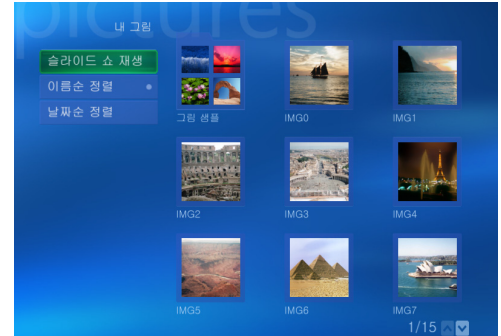 pictures
내 그림
슬라이드 쇼 재생
이름순 정렬
날짜순 정렬
그림 샘플
IMG0
IMG1
IMG2
IMG3
IMG4
IMG5
IMG6
IMG7
1/15